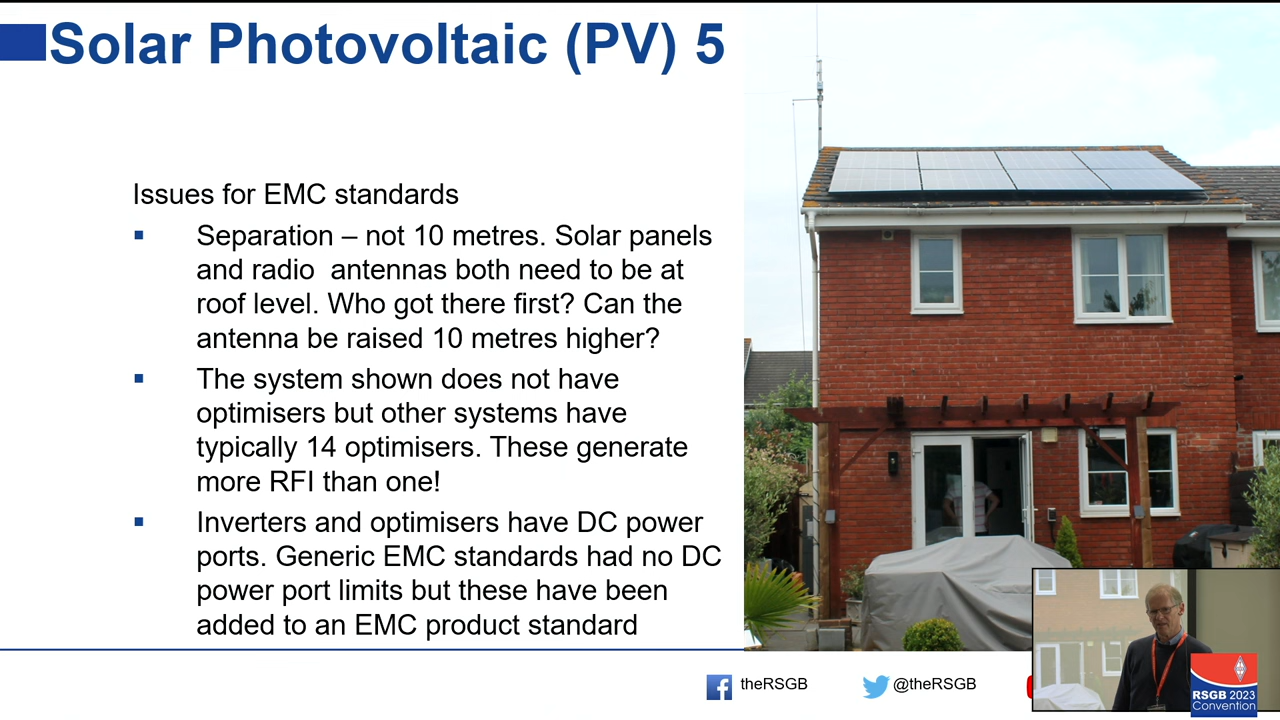 Solar Photovoltaic (PV) 5
Issues for EMC standards
▪ Separation – not 10 metres. Solar panels
and radio antennas both need to be at
roof level. Who got there first? Can the
antenna be raised 10 metres higher?
▪ The system shown does not have
optimisers but other systems have
typically 14 optimisers. These generate
more RFI than one!
▪ Inverters and optimisers have DC power
ports. Generic EMC standards had no DC
power port limits but these have been
added to an EMC product standard
theRSGB
@theRSGB
RSGB 2023
Convention